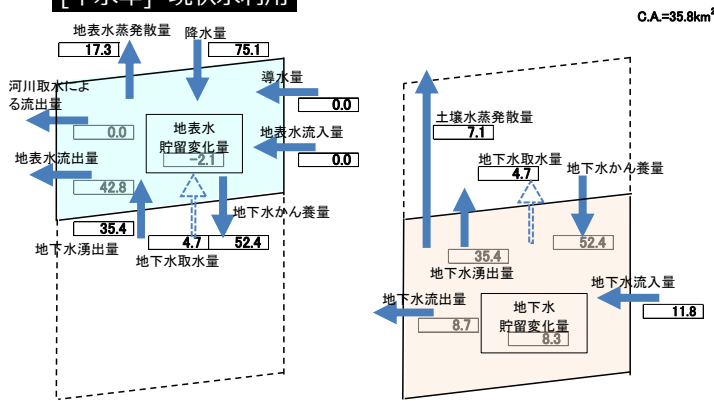 [平水年] 現状水利用
C.A.=35.8km²
地表水蒸発散量
17.3
降水量
75.1
河川取水によ
る流出量
0.0
導水量
0.0
地表水
貯留変化量
-2.1
地表水流入量
0.0
地表水流出量
42.8
地下水かん養量
35.4
4.7
52.4
地下水湧出量
地下水取水量
土壌水蒸発散量
7.1
地下水取水量
4.7
地下水かん養量
52.4
35.4
地下水湧出量
地下水流入量
11.8
地下水流出量
8.7
地下水
貯留変化量
8.3